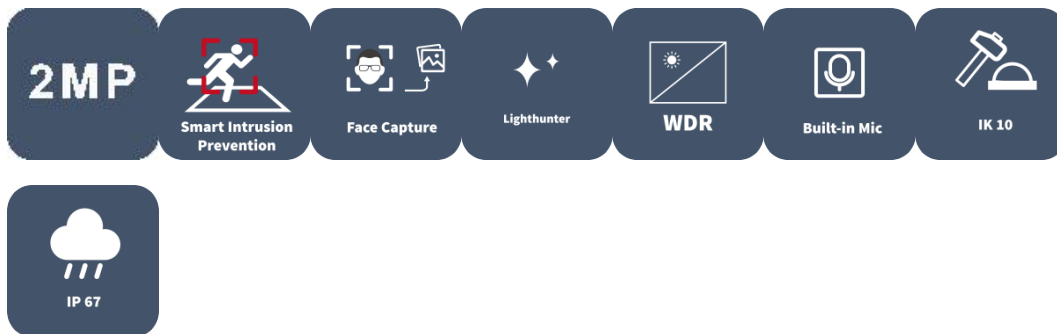 2MP
Smart Intrusion
Prevention
Face Capture
Lighthunter
WDR
Built-in Mic
IK 10
IP 67